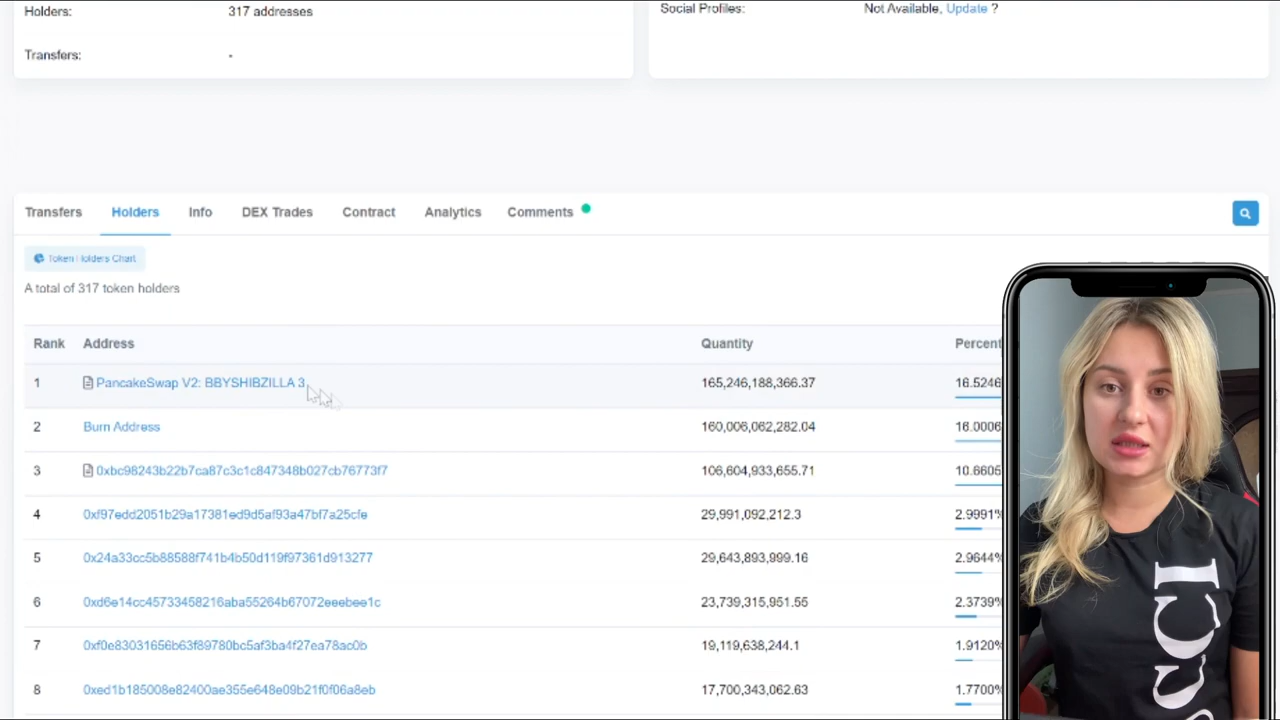 Holders: 317 addresses
Social Profiles: Not Available, Update ?
Transfers: -
Transfers Holders Info DEX Trades Contract Analytics Comments
Token Holders Chart
A total of 317 token holders
Rank Address Quantity Percent
1 PancakeSwap V2: BBYSHIBZILLA 3 165,246,188,366.37 16.5246
2 Burn Address 160,006,062,282.04 16.0006
3 0xbc98243b22b7ca87c3c1c847348b027cb76773f7 106,604,933,655.71 10.6605
4 0xf97edd2051b29a17381ed9d5af93a47bf7a25cfe 29,991,092,212.3 2.9991%
5 0x24a33cc5b88588f741b4b50d119f97361d913277 29,643,893,999.16 2.9644%
6 0xd6e14cc45733458216aba55264b67072eeebee1c 23,739,315,951.55 2.3739%
7 0xf0e83031656b63f89780bc5af3ba4f27ea78ac0b 19,119,638,244.1 1.9120%
8 0xed1b185008e82400ae355e648e09b21f0f06a8eb 17,700,343,062.63 1.7700%